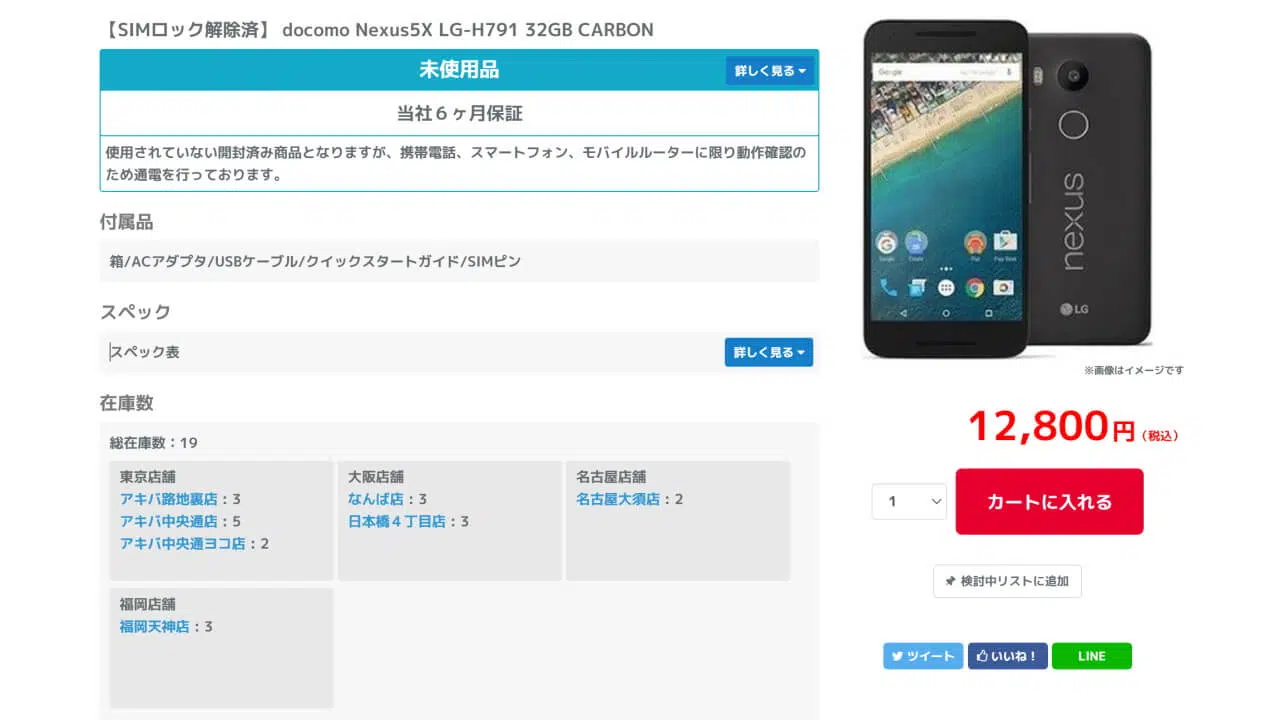 【SIMロック解除済】 docomo Nexus5X LG-H791 32GB CARBON
未使用品
詳しく見る
当社６ヶ月保証
使用されていない開封済み商品となりますが、携帯電話、スマートフォン、モバイルルーターに限り動作確認の
ため通電を行っております。
付属品
箱/ACアダプタ/USBケーブル/クイックスタートガイド/SIMピン
スペック
スペック表
詳しく見る
在庫数
総在庫数：19
東京店舗
アキバ路地裏店：3
アキバ中央通店：5
アキバ中央通ヨコ店：2
大阪店舗
なんば店：3
日本橋４丁目店：3
名古屋店舗
名古屋大須店：2
福岡店舗
福岡天神店：3
Google
nexus
LG
※画像はイメージです
12,800円（税込）
1
カートに入れる
検討中リストに追加
ツイート
いいね！
LINE